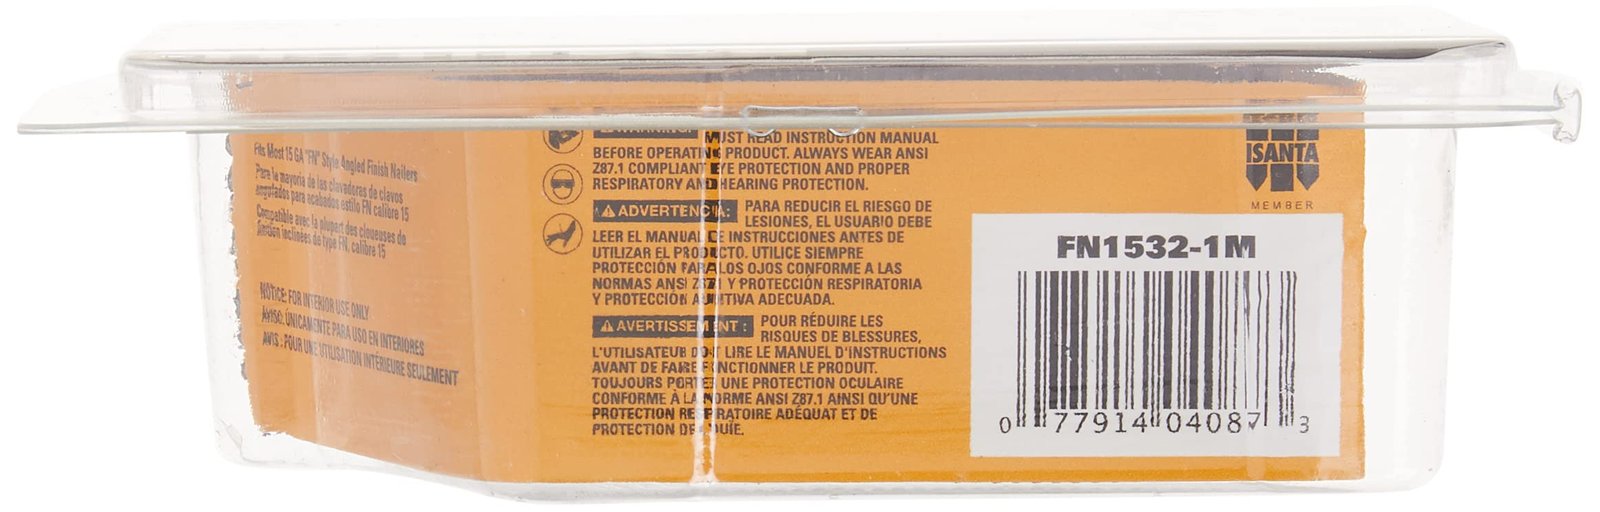 Fits Most 15 GA "FN" Style Angled Finish Nailers
Para la mayoría de las clavadoras de clavos
angulados para acabados estilo FN calibre 15
Compatible avec la plupart des cloueuses de
finition inclinées de type FN, calibre 15
NOTICE: FOR INTERIOR USE ONLY
AVISO: ÚNICAMENTE PARA USO EN INTERIORES
AVIS : POUR UNE UTILISATION INTÉRIEURE SEULEMENT
WARNING: MUST READ INSTRUCTION MANUAL
BEFORE OPERATING PRODUCT. ALWAYS WEAR ANSI
Z87.1 COMPLIANT EYE PROTECTION AND PROPER
RESPIRATORY AND HEARING PROTECTION.
ADVERTENCIA: PARA REDUCIR EL RIESGO DE
LESIONES, EL USUARIO DEBE
LEER EL MANUAL DE INSTRUCCIONES ANTES DE
UTILIZAR EL PRODUCTO. UTILICE SIEMPRE
PROTECCIÓN PARA LOS OJOS CONFORME A LAS
NORMAS ANSI Z87.1 Y PROTECCIÓN RESPIRATORIA
Y PROTECCIÓN AUDITIVA ADECUADA.
AVERTISSEMENT : POUR RÉDUIRE LES
RISQUES DE BLESSURES,
L'UTILISATEUR DOIT LIRE LE MANUEL D'INSTRUCTIONS
AVANT DE FAIRE FONCTIONNER LE PRODUIT.
TOUJOURS PORTER UNE PROTECTION OCULAIRE
CONFORME À LA NORME ANSI Z87.1 AINSI QU'UNE
PROTECTION RESPIRATOIRE ADÉQUAT ET DE
PROTECTION DE L'OUÏE.
ISANTA
MEMBER
FN1532-1M
0 77914 04087 3